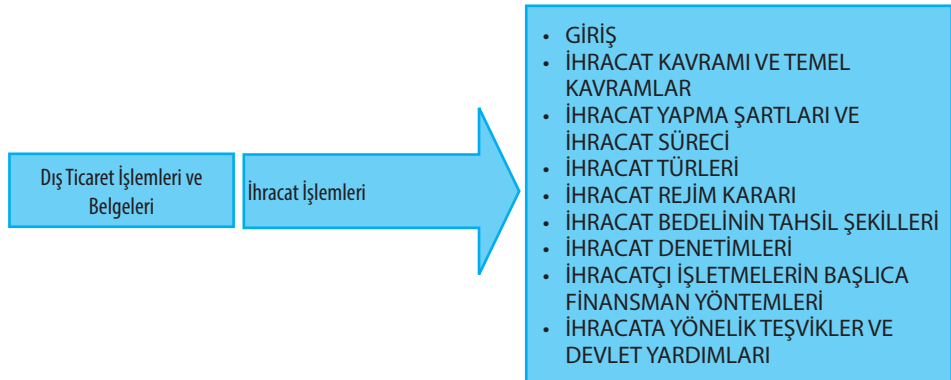 Dış Ticaret İşlemleri ve
Belgeleri
İhracat İşlemleri
• GİRİŞ
• İHRACAT KAVRAMI VE TEMEL
KAVRAMLAR
• İHRACAT YAPMA ŞARTLARI VE
İHRACAT SÜRECİ
• İHRACAT TÜRLERİ
• İHRACAT REJİM KARARI
• İHRACAT BEDELİNİN TAHSİL ŞEKİLLERİ
• İHRACAT DENETİMLERİ
• İHRACATÇI İŞLETMELERİN BAŞLICA
FİNANSMAN YÖNTEMLERİ
• İHRACATA YÖNELİK TEŞVİKLER VE
DEVLET YARDIMLARI